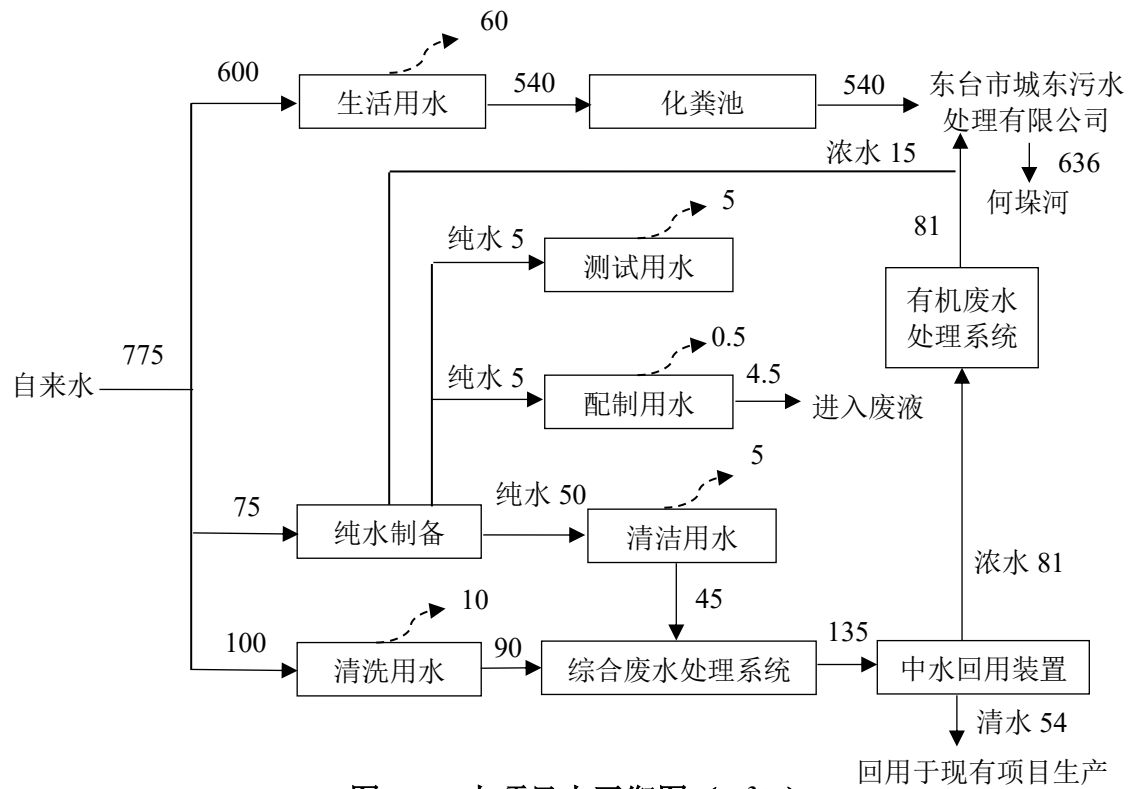 60
600
生活用水
540
化粪池
540
东台市城东污水
处理有限公司
浓水 15
636
何垛河
5
纯水 5
测试用水
81
有机废水
处理系统
775
自来水
0.5
纯水 5
配制用水
4.5
进入废液
5
75
纯水制备
纯水 50
清洁用水
浓水 81
45
10
100
清洗用水
90
综合废水处理系统
135
中水回用装置
清水 54
回用于现有项目生产